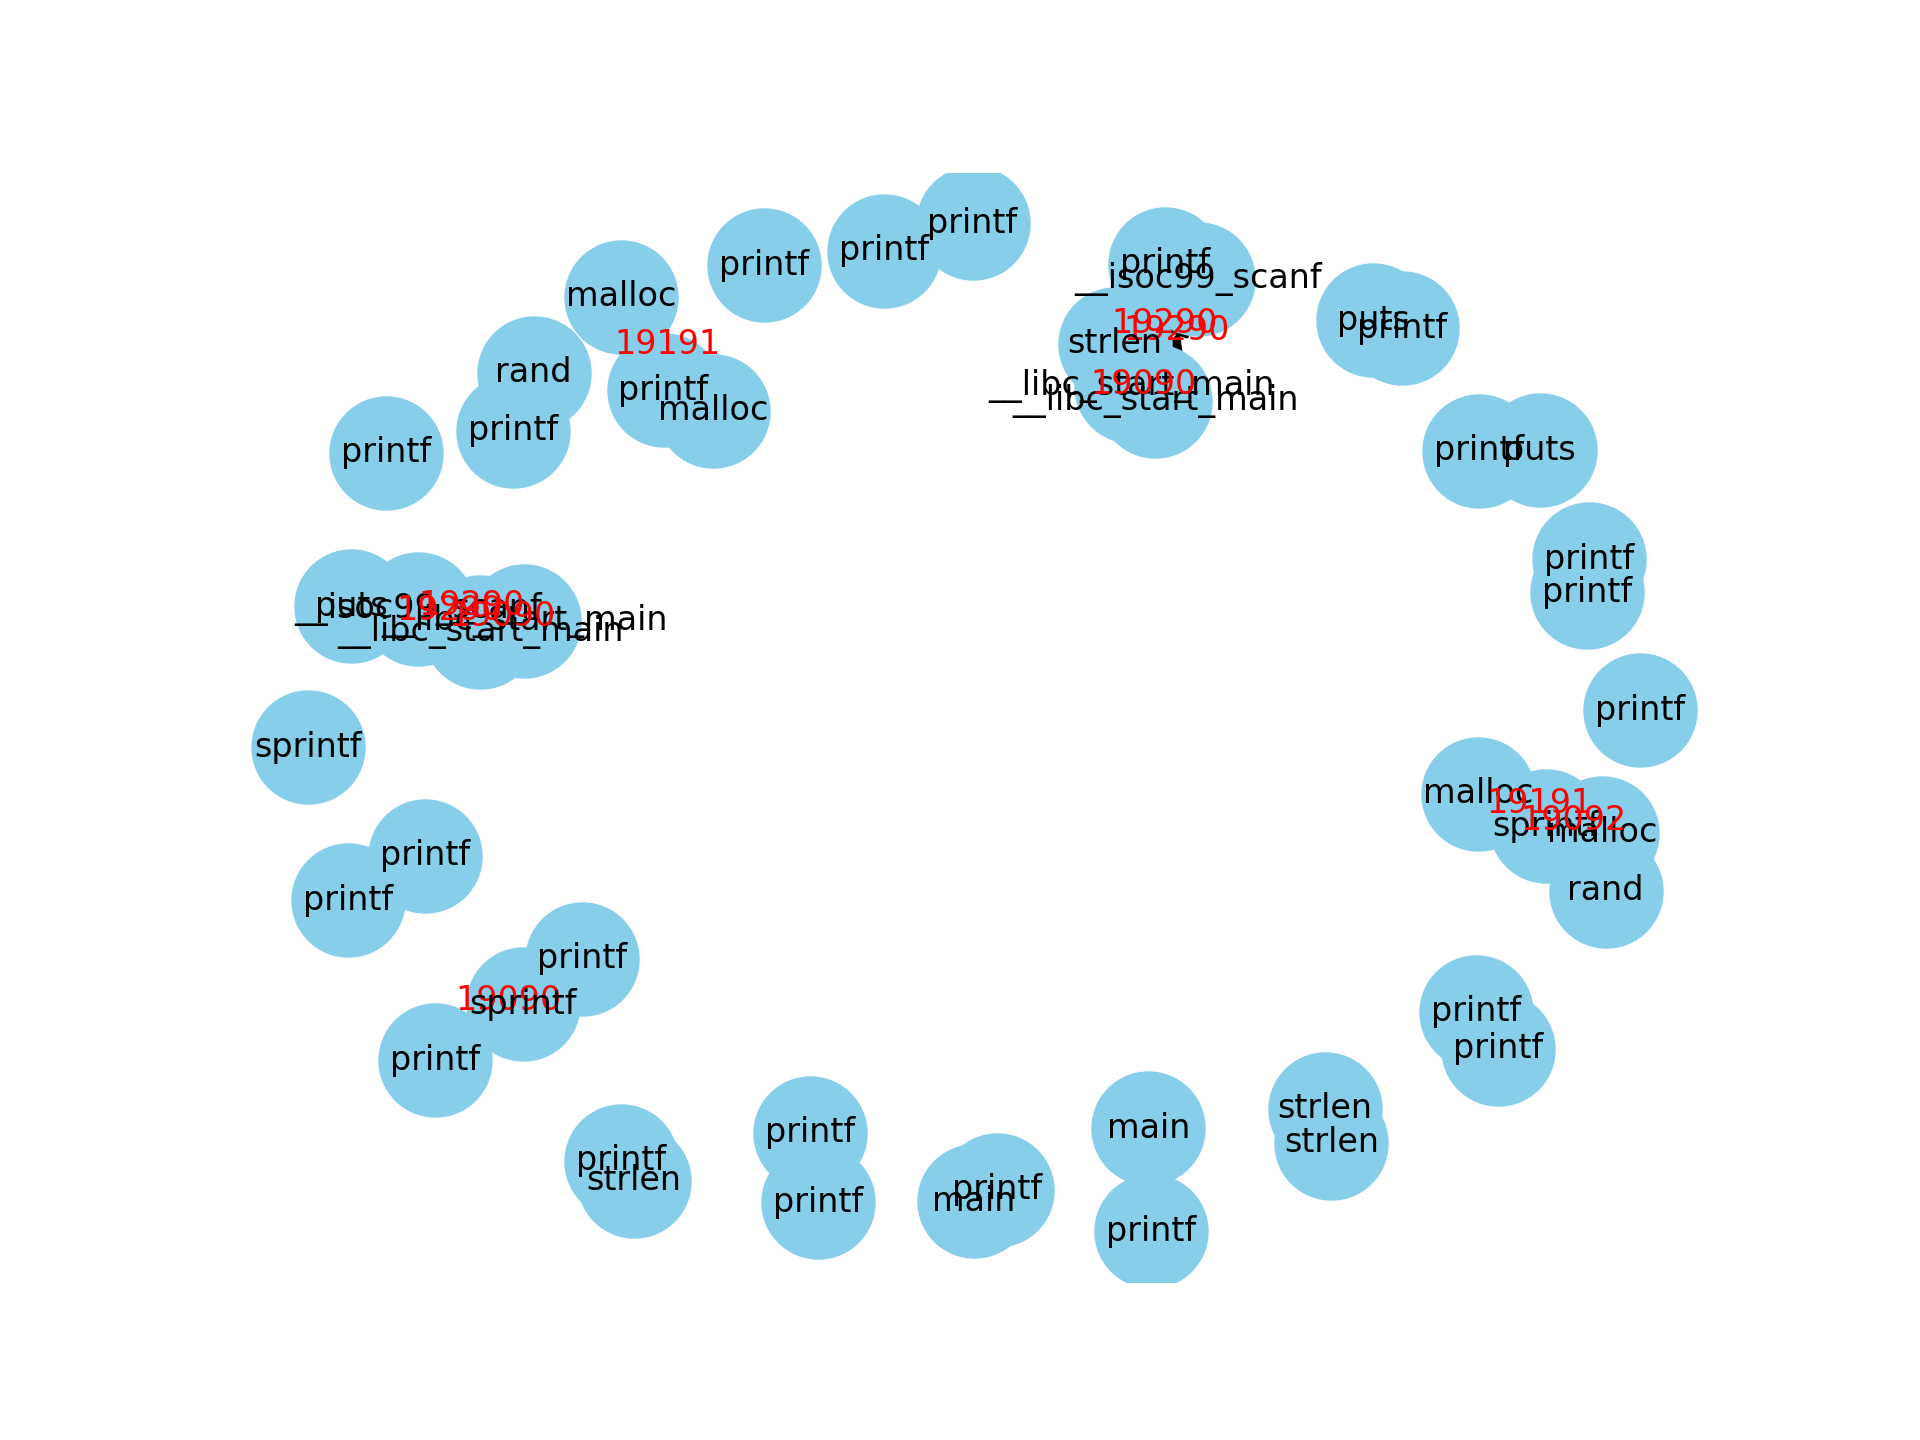 printf
printf
printf
printf
__isoc99_scanf
malloc
19290
19290
puts
printf
strlen
19191
rand
printf
malloc
__libc_start_main
19090
__libc_start_main
printf
printf
printf
puts
printf
printf
puts
__isoc99_scanf
19290
19090
__libc_start_main
__libc_start_main
printf
sprintf
malloc
19191
19092
sprintf
malloc
printf
rand
printf
printf
19090
sprintf
printf
printf
printf
printf
strlen
main
printf
strlen
printf
strlen
printf
main
printf
printf